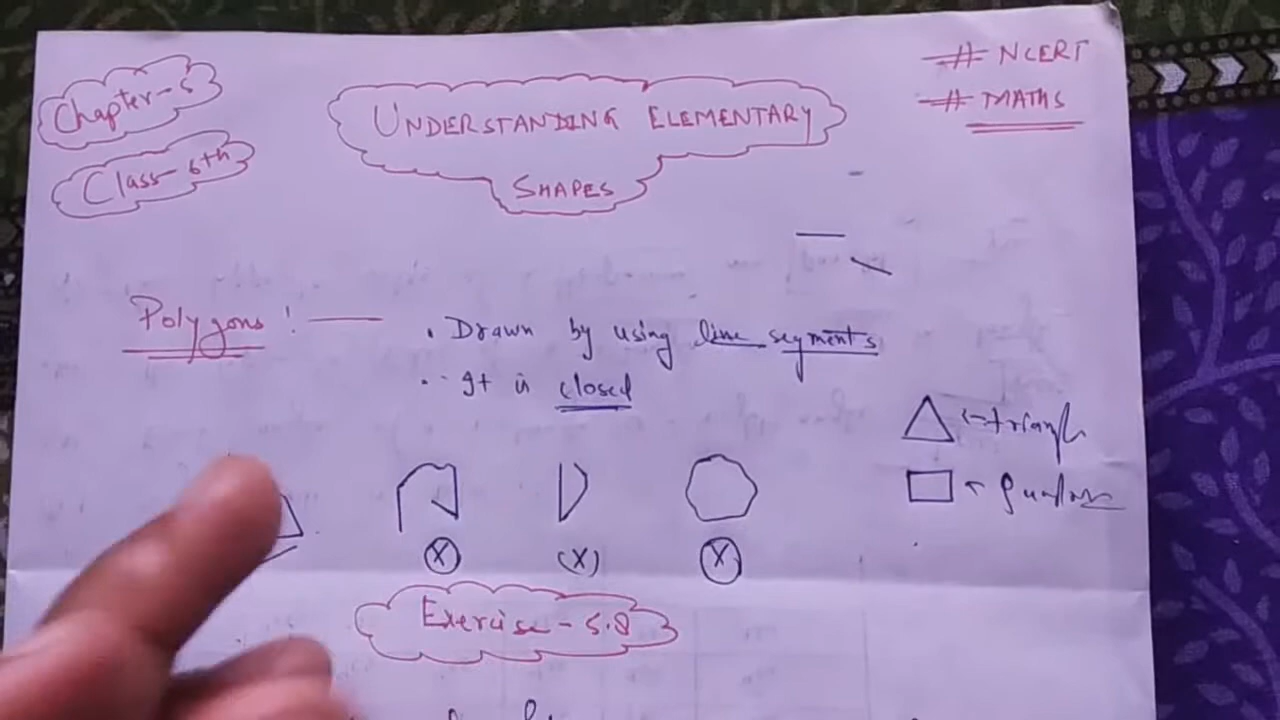 Chapter-5
Class-6th
UNDERSTANDING ELEMENTARY
SHAPES
# NCERT
# MATHS
Polygons : —
. Drawn by using line segments
.. It is closed
(X)
(X)
(X)
Exercise - 5.8